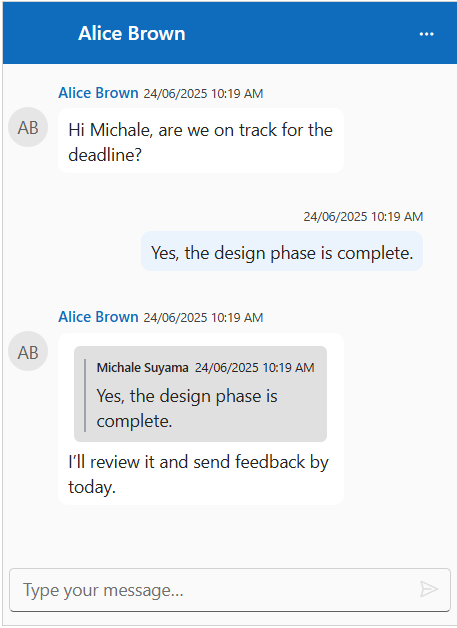 Alice Brown
Alice Brown 24/06/2025 10:19 AM
AB
Hi Michale, are we on track for the
deadline?
24/06/2025 10:19 AM
Yes, the design phase is complete.
Alice Brown 24/06/2025 10:19 AM
AB
Michale Suyama 24/06/2025 10:19 AM
Yes, the design phase is
complete.
I’ll review it and send feedback by
today.
Type your message...